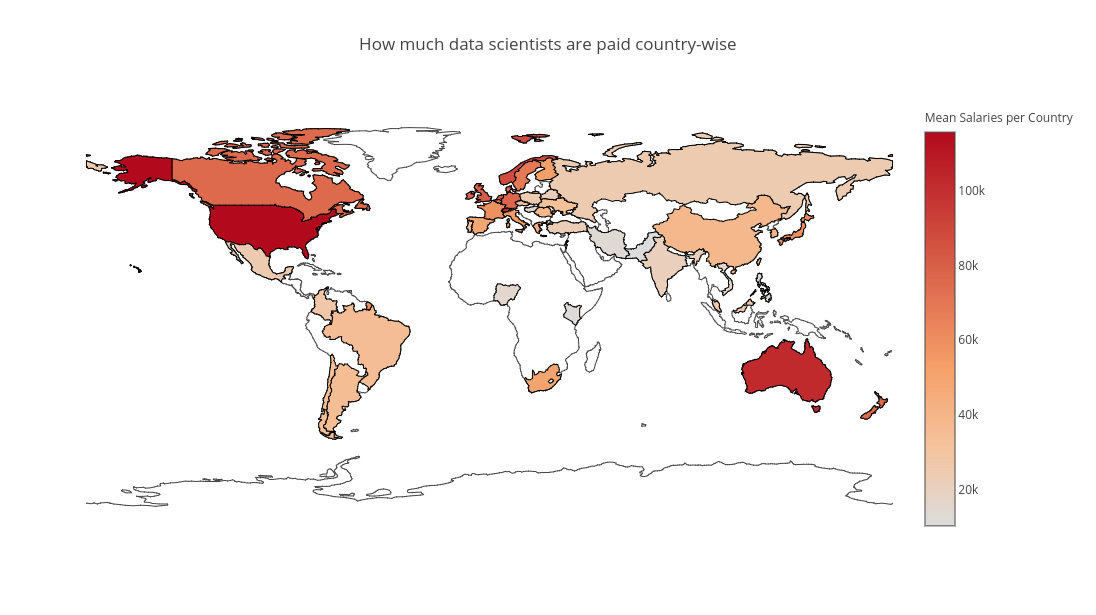 How much data scientists are paid country-wise
Mean Salaries per Country
100k
80k
60k
40k
20k